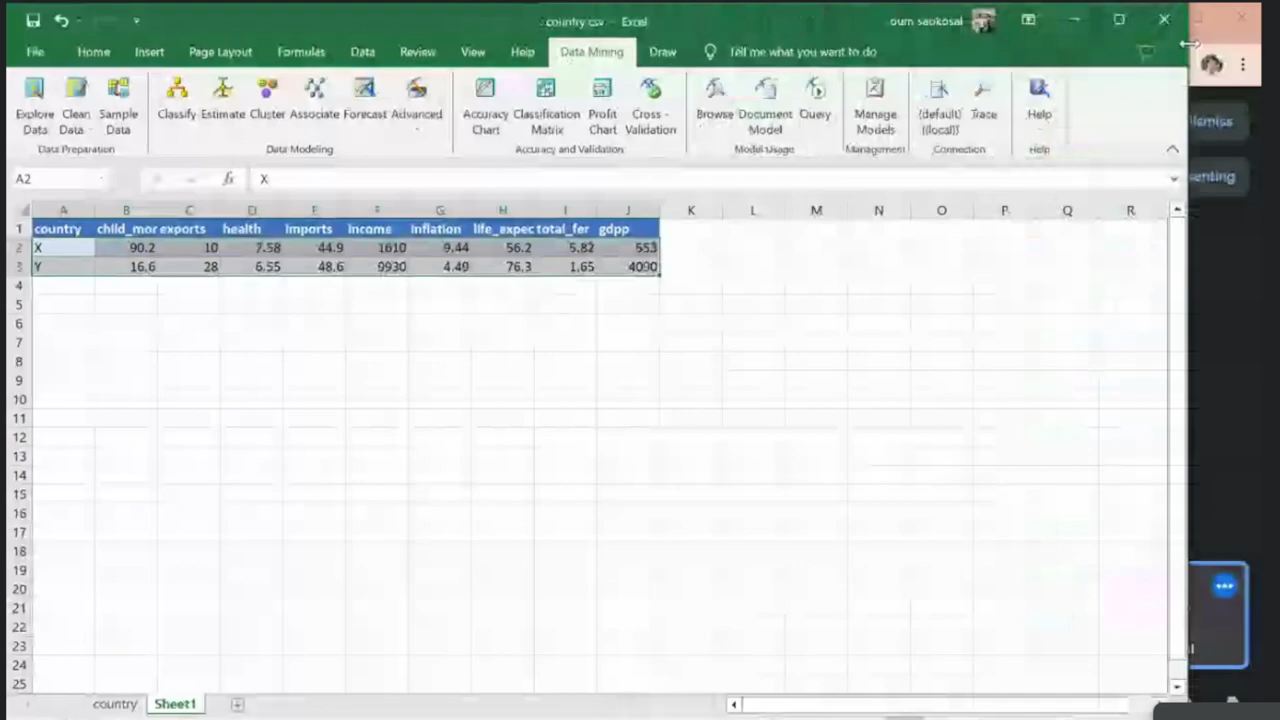 country.csv - Excel
oum saokosal
File Home Insert Page Layout Formulas Data Review View Help Data Mining Draw Tell me what you want to do
Explore Data
Clean Data
Sample Data
Classify Estimate Cluster Associate Forecast Advanced
Accuracy Chart
Classification Matrix
Profit Chart
Cross - Validation
Browse
Document Model
Query
Manage Models
(default) ((local))
Trace
Help
Data Preparation Data Modeling Accuracy and Validation Model Usage Management Connection Help
A2 fx X
A B C D E F G H I J K L M N O P Q R
1 country child_mor exports health imports income inflation life_expec total_fer gdpp
2 X 90.2 10 7.58 44.9 1610 9.44 56.2 5.82 553
3 Y 16.6 28 6.55 48.6 9930 4.49 76.3 1.65 4090
4
5
6
7
8
9
10
11
12
13
14
15
16
17
18
19
20
21
22
23
24
25
country Sheet1